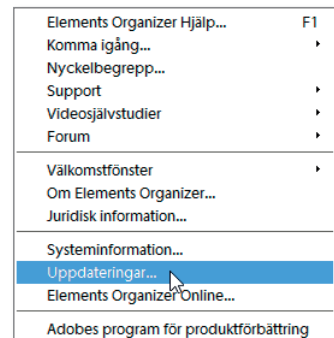 Elements Organizer Hjälp... F1
Komma igång...
Nyckelbegrepp...
Support
Videosjälvstudier
Forum
Välkomstfönster
Om Elements Organizer...
Juridisk information...
Systeminformation...
Uppdateringar...
Elements Organizer Online...
Adobes program för produktförbättring